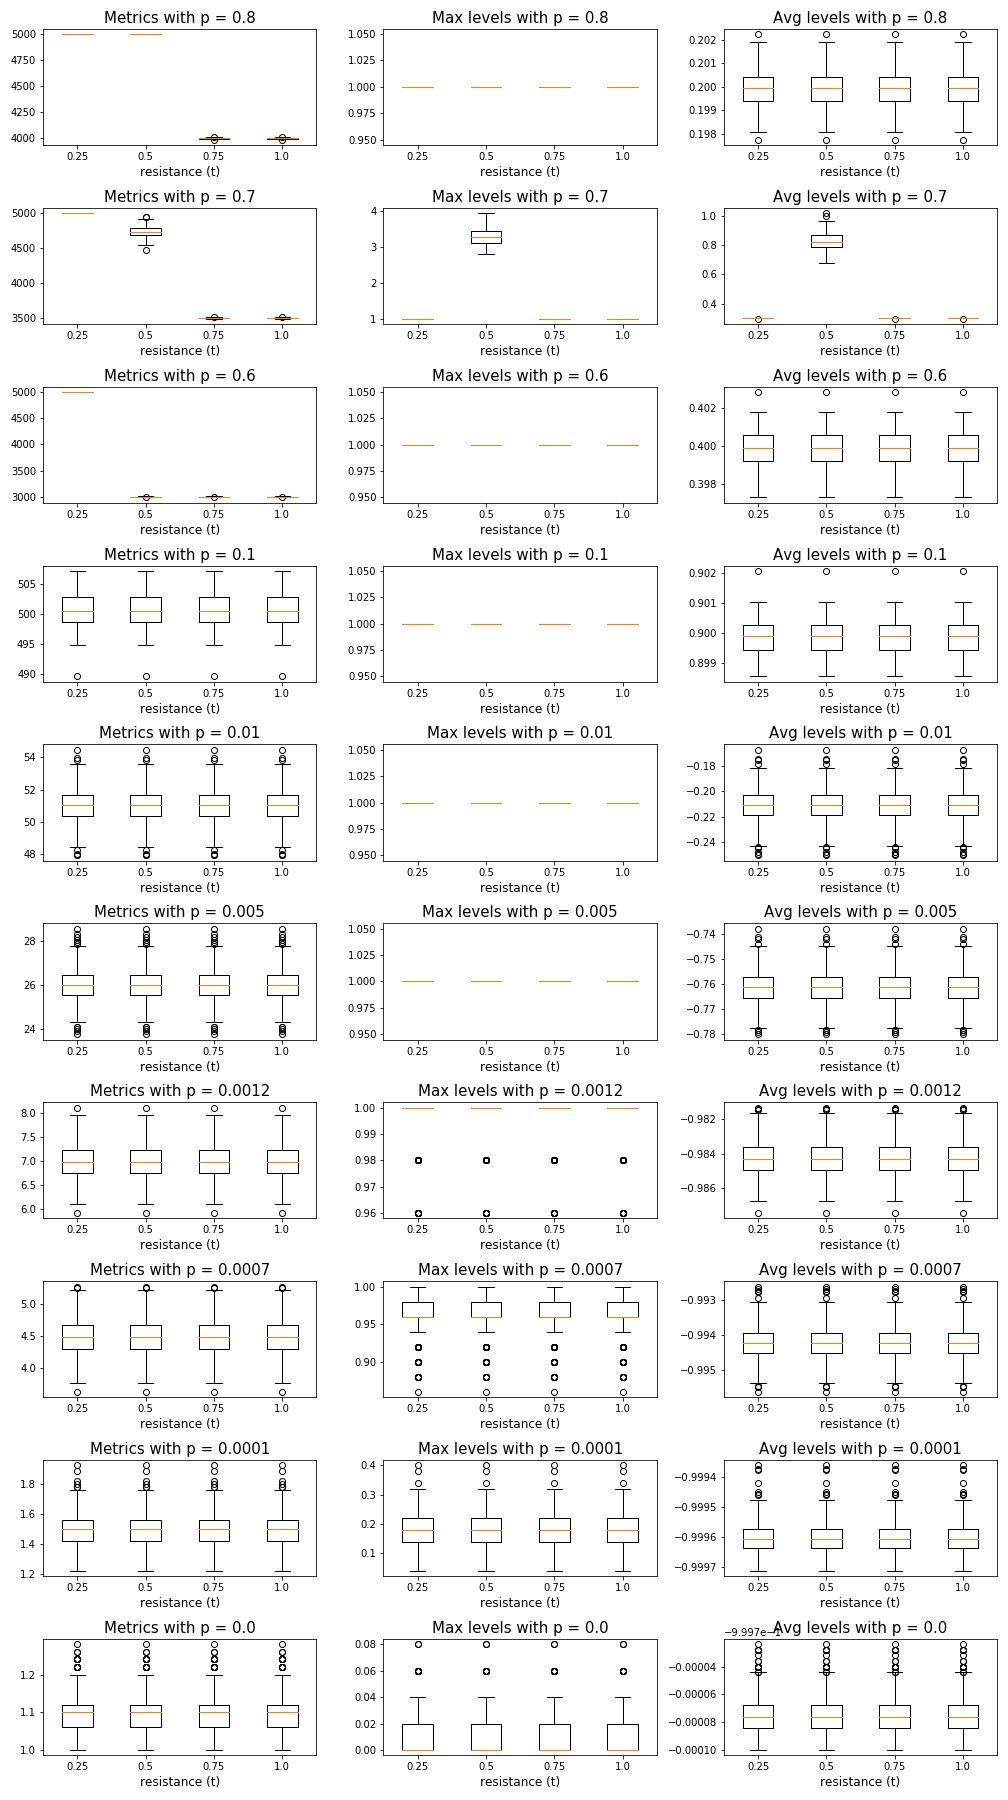 Metrics with p = 0.8
5000
4750
4500
4250
4000
0.25 0.5 0.75 1.0
resistance (t)
Max levels with p = 0.8
1.050
1.025
1.000
0.975
0.950
0.25 0.5 0.75 1.0
resistance (t)
Avg levels with p = 0.8
0.202
0.201
0.200
0.199
0.198
0.25 0.5 0.75 1.0
resistance (t)
Metrics with p = 0.7
5000
4500
4000
3500
0.25 0.5 0.75 1.0
resistance (t)
Max levels with p = 0.7
4
3
2
1
0.25 0.5 0.75 1.0
resistance (t)
Avg levels with p = 0.7
1.0
0.8
0.6
0.4
0.25 0.5 0.75 1.0
resistance (t)
Metrics with p = 0.6
5000
4500
4000
3500
3000
0.25 0.5 0.75 1.0
resistance (t)
Max levels with p = 0.6
1.050
1.025
1.000
0.975
0.950
0.25 0.5 0.75 1.0
resistance (t)
Avg levels with p = 0.6
0.402
0.400
0.398
0.25 0.5 0.75 1.0
resistance (t)
Metrics with p = 0.1
505
500
495
490
0.25 0.5 0.75 1.0
resistance (t)
Max levels with p = 0.1
1.050
1.025
1.000
0.975
0.950
0.25 0.5 0.75 1.0
resistance (t)
Avg levels with p = 0.1
0.902
0.901
0.900
0.899
0.25 0.5 0.75 1.0
resistance (t)
Metrics with p = 0.01
54
52
50
48
0.25 0.5 0.75 1.0
resistance (t)
Max levels with p = 0.01
1.050
1.025
1.000
0.975
0.950
0.25 0.5 0.75 1.0
resistance (t)
Avg levels with p = 0.01
−0.18
−0.20
−0.22
−0.24
0.25 0.5 0.75 1.0
resistance (t)
Metrics with p = 0.005
28
26
24
0.25 0.5 0.75 1.0
resistance (t)
Max levels with p = 0.005
1.050
1.025
1.000
0.975
0.950
0.25 0.5 0.75 1.0
resistance (t)
Avg levels with p = 0.005
−0.74
−0.75
−0.76
−0.77
−0.78
0.25 0.5 0.75 1.0
resistance (t)
Metrics with p = 0.0012
8.0
7.5
7.0
6.5
6.0
0.25 0.5 0.75 1.0
resistance (t)
Max levels with p = 0.0012
1.00
0.99
0.98
0.97
0.96
0.25 0.5 0.75 1.0
resistance (t)
Avg levels with p = 0.0012
−0.982
−0.984
−0.986
0.25 0.5 0.75 1.0
resistance (t)
Metrics with p = 0.0007
5.0
4.5
4.0
0.25 0.5 0.75 1.0
resistance (t)
Max levels with p = 0.0007
1.00
0.95
0.90
0.25 0.5 0.75 1.0
resistance (t)
Avg levels with p = 0.0007
−0.993
−0.994
−0.995
0.25 0.5 0.75 1.0
resistance (t)
Metrics with p = 0.0001
1.8
1.6
1.4
1.2
0.25 0.5 0.75 1.0
resistance (t)
Max levels with p = 0.0001
0.4
0.3
0.2
0.1
0.25 0.5 0.75 1.0
resistance (t)
Avg levels with p = 0.0001
−0.9994
−0.9995
−0.9996
−0.9997
0.25 0.5 0.75 1.0
resistance (t)
Metrics with p = 0.0
1.2
1.1
1.0
0.25 0.5 0.75 1.0
resistance (t)
Max levels with p = 0.0
0.08
0.06
0.04
0.02
0.00
0.25 0.5 0.75 1.0
resistance (t)
Avg levels with p = 0.0
−9.997e−1
−0.00004
−0.00006
−0.00008
−0.00010
0.25 0.5 0.75 1.0
resistance (t)